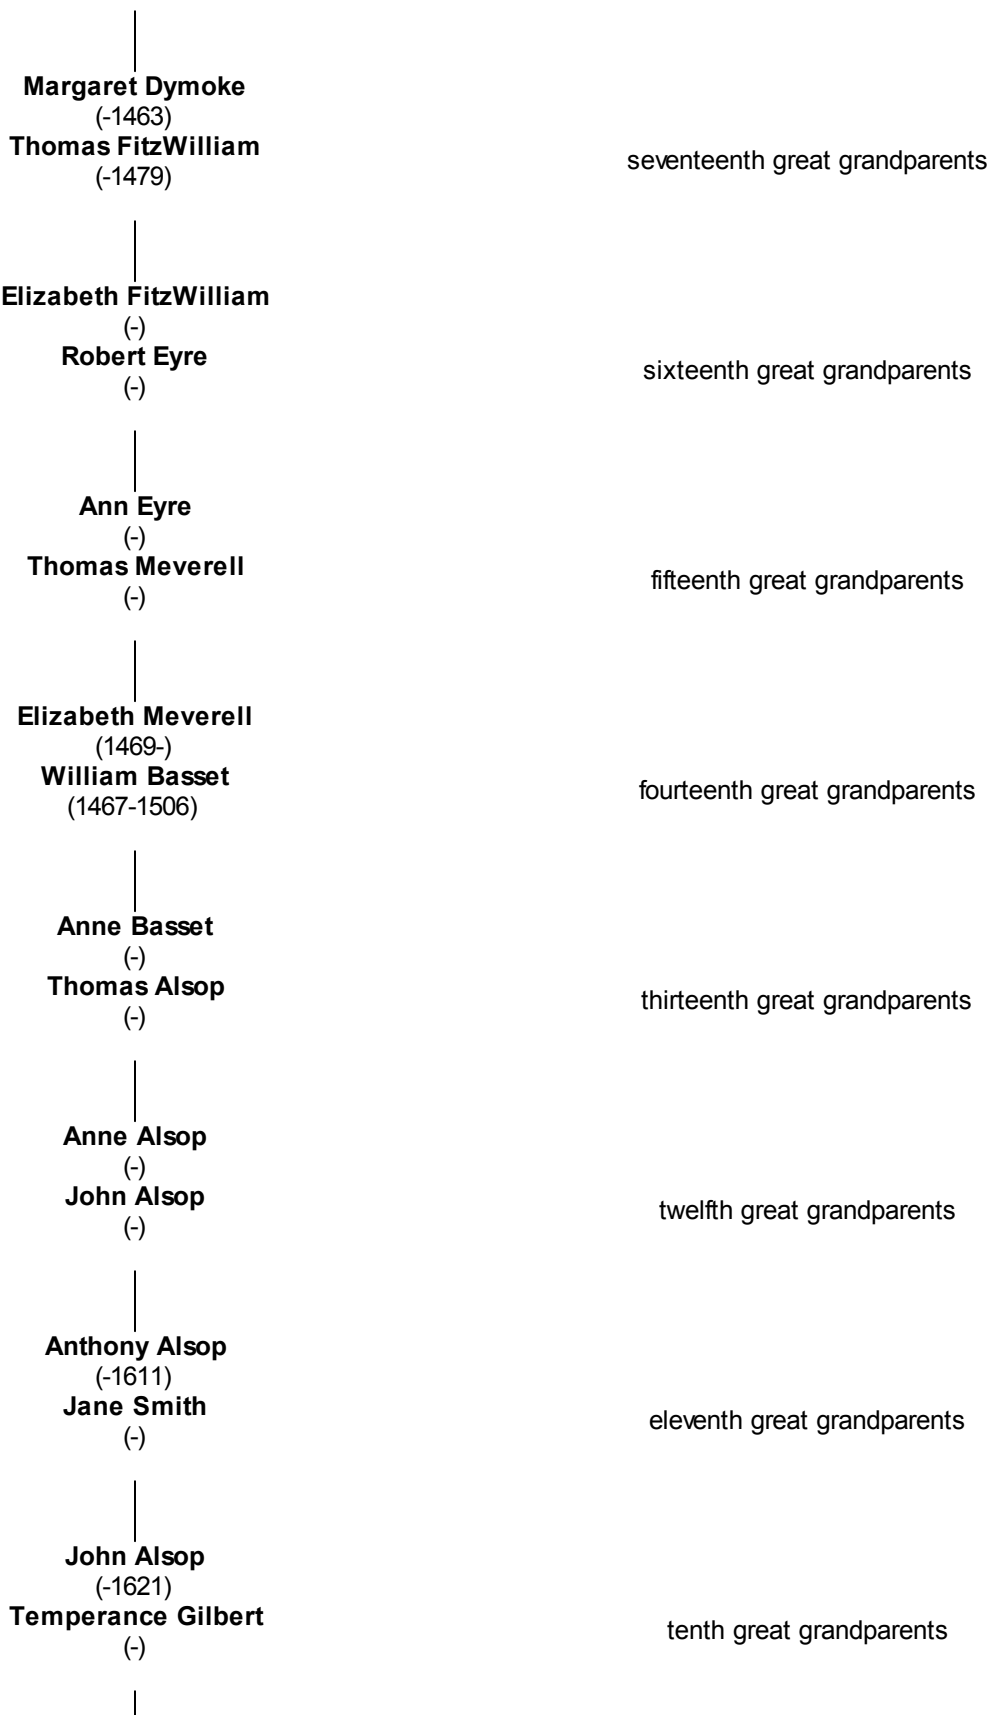 Margaret Dymoke
(-1463)
Thomas FitzWilliam
(-1479)
seventeenth great grandparents
Elizabeth FitzWilliam
(-)
Robert Eyre
(-)
sixteenth great grandparents
Ann Eyre
(-)
Thomas Meverell
(-)
fifteenth great grandparents
Elizabeth Meverell
(1469-)
William Basset
(1467-1506)
fourteenth great grandparents
Anne Basset
(-)
Thomas Alsop
(-)
thirteenth great grandparents
Anne Alsop
(-)
John Alsop
(-)
twelfth great grandparents
Anthony Alsop
(-1611)
Jane Smith
(-)
eleventh great grandparents
John Alsop
(-1621)
Temperance Gilbert
(-)
tenth great grandparents